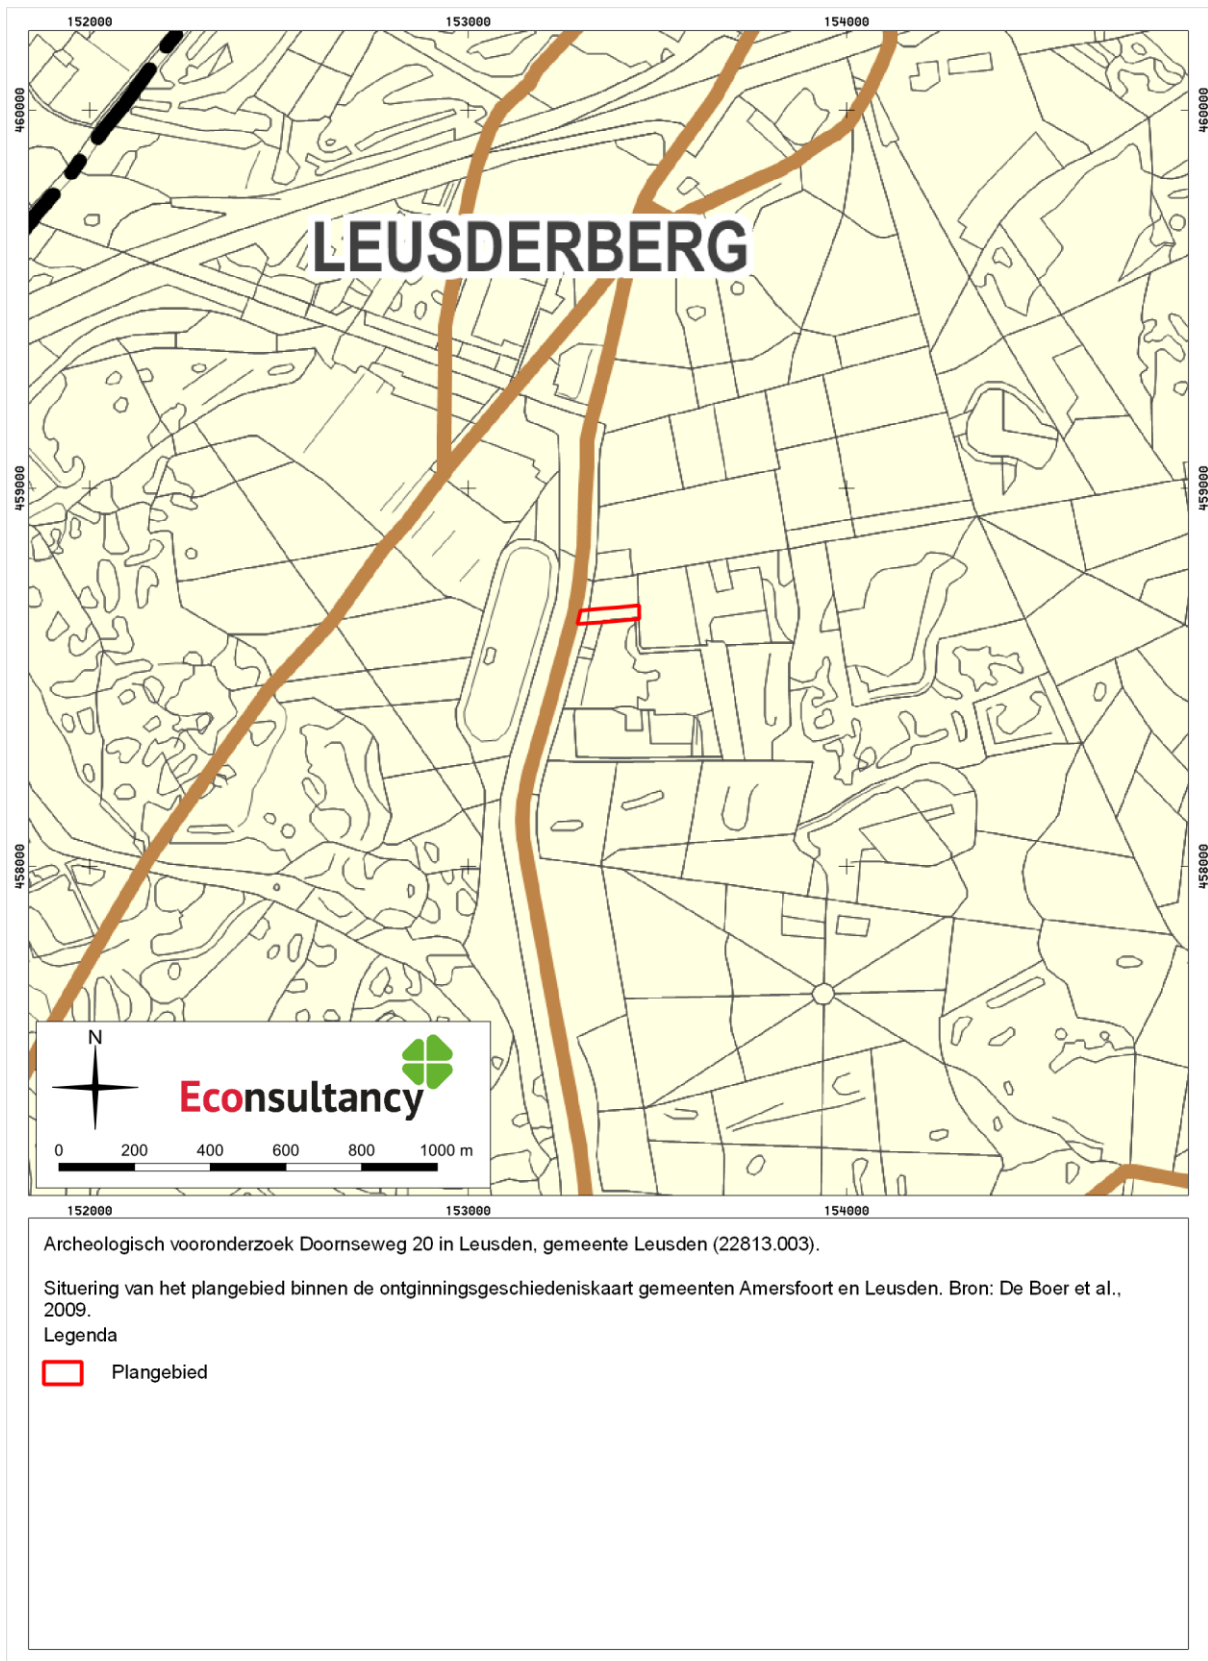 152000 153000 154000
460000 460000
LEUSDERBERG
459000 459000
458000 458000
N
Econsultancy
0 200 400 600 800 1000 m
152000 153000 154000
Archeologisch vooronderzoek Doornseweg 20 in Leusden, gemeente Leusden (22813.003).
Situering van het plangebied binnen de ontginningsgeschiedeniskaart gemeenten Amersfoort en Leusden. Bron: De Boer et al.,
2009.
Legenda
Plangebied